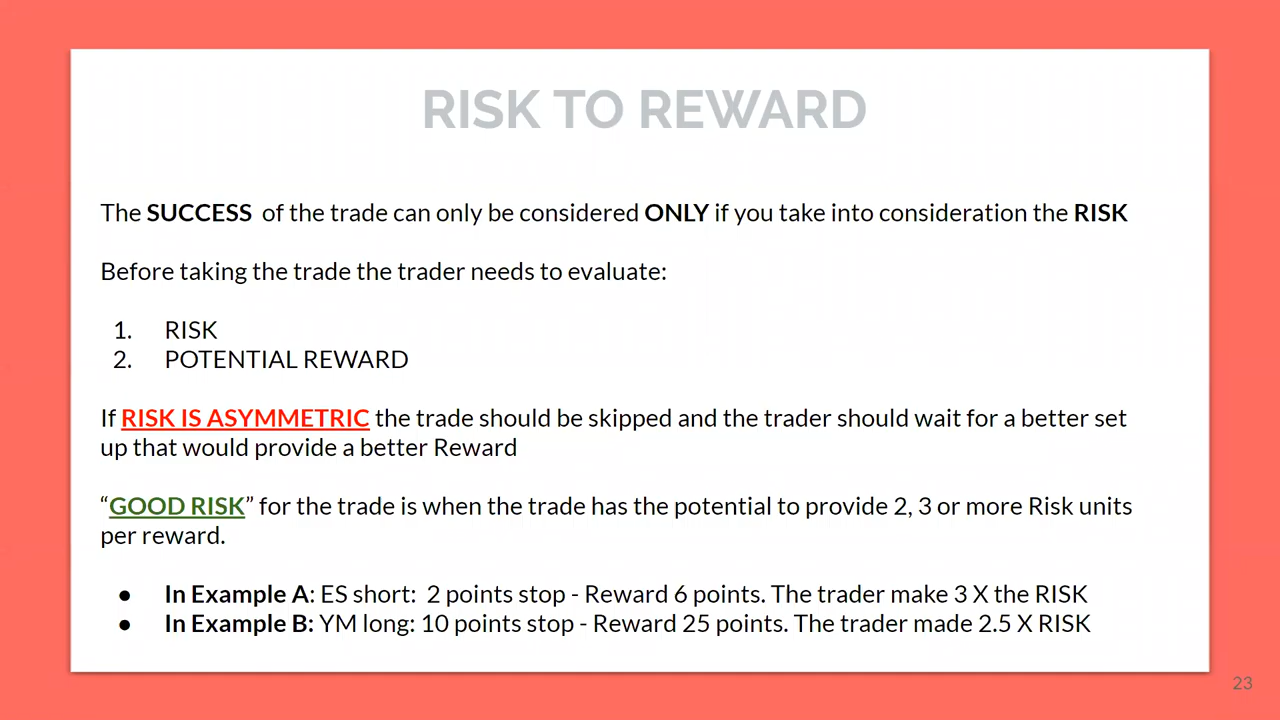 RISK TO REWARD
The SUCCESS of the trade can only be considered ONLY if you take into consideration the RISK
Before taking the trade the trader needs to evaluate:
1. RISK
2. POTENTIAL REWARD
If RISK IS ASYMMETRIC the trade should be skipped and the trader should wait for a better set
up that would provide a better Reward
“GOOD RISK” for the trade is when the trade has the potential to provide 2, 3 or more Risk units
per reward.
● In Example A: ES short: 2 points stop - Reward 6 points. The trader make 3 X the RISK
● In Example B: YM long: 10 points stop - Reward 25 points. The trader made 2.5 X RISK
23